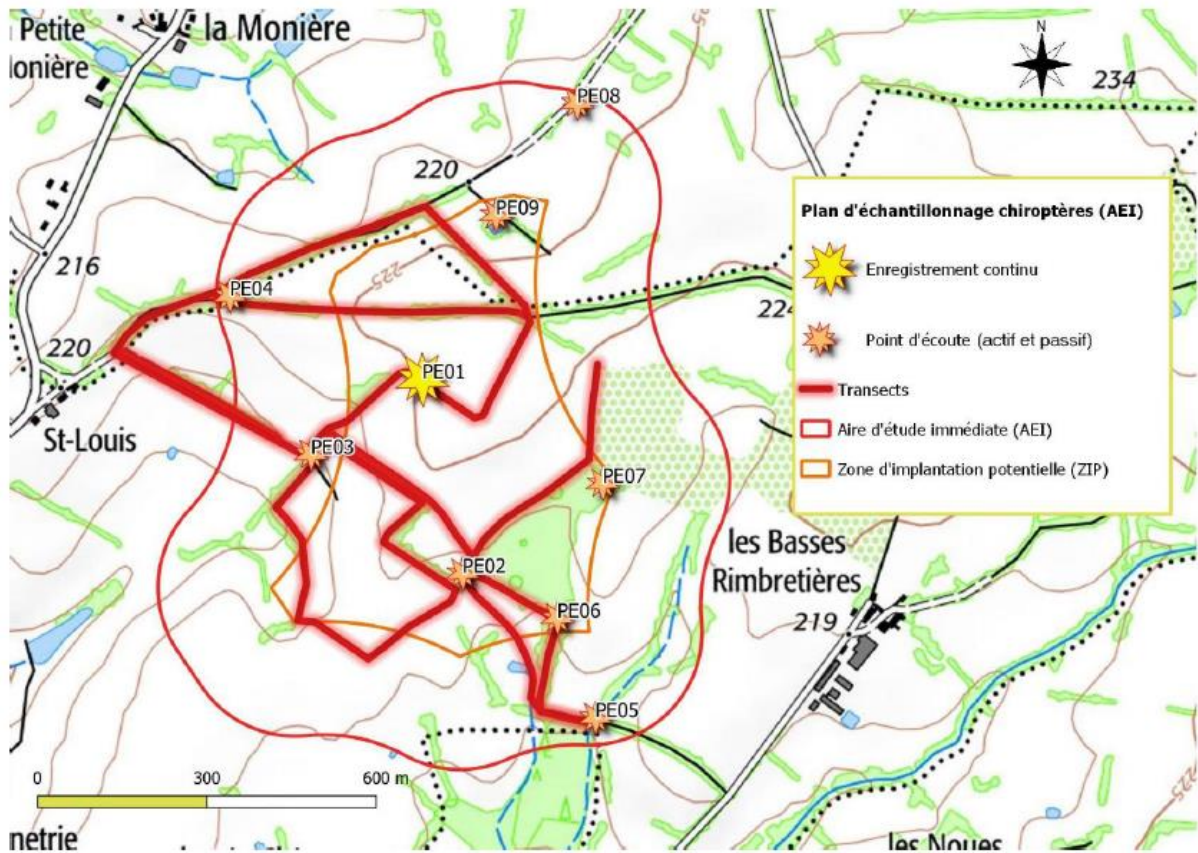 Petite
la Monière
onière
N
234
PE08
220
PE09
Plan d'échantillonnage chiroptères (AEI)
Enregistrement continu
Point d'écoute (actif et passif)
Transects
Aire d'étude immédiate (AEI)
Zone d'implantation potentielle (ZIP)
216
225
PE04
224
220
PE01
St-Louis
PE03
PE07
les Basses
Rimbretières
PE02
PE06
219
PE05
0 300 600 m
225
netrie
les Noues